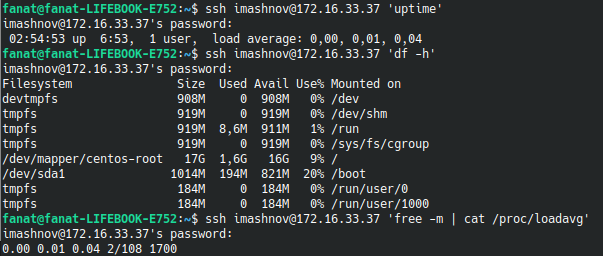 fanat@fanat-LIFEBOOK-E752:~$ ssh imashnov@172.16.33.37 'uptime'
imashnov@172.16.33.37's password:
 02:54:53 up  6:53,  1 user,  load average: 0,00, 0,01, 0,04
fanat@fanat-LIFEBOOK-E752:~$ ssh imashnov@172.16.33.37 'df -h'
imashnov@172.16.33.37's password:
Filesystem               Size  Used Avail Use% Mounted on
devtmpfs                 908M     0  908M   0% /dev
tmpfs                    919M     0  919M   0% /dev/shm
tmpfs                    919M  8,6M  911M   1% /run
tmpfs                    919M     0  919M   0% /sys/fs/cgroup
/dev/mapper/centos-root   17G  1,6G   16G   9% /
/dev/sda1               1014M  194M  821M  20% /boot
tmpfs                    184M     0  184M   0% /run/user/0
tmpfs                    184M     0  184M   0% /run/user/1000
fanat@fanat-LIFEBOOK-E752:~$ ssh imashnov@172.16.33.37 'free -m | cat /proc/loadavg'
imashnov@172.16.33.37's password:
0.00 0.01 0.04 2/108 1700